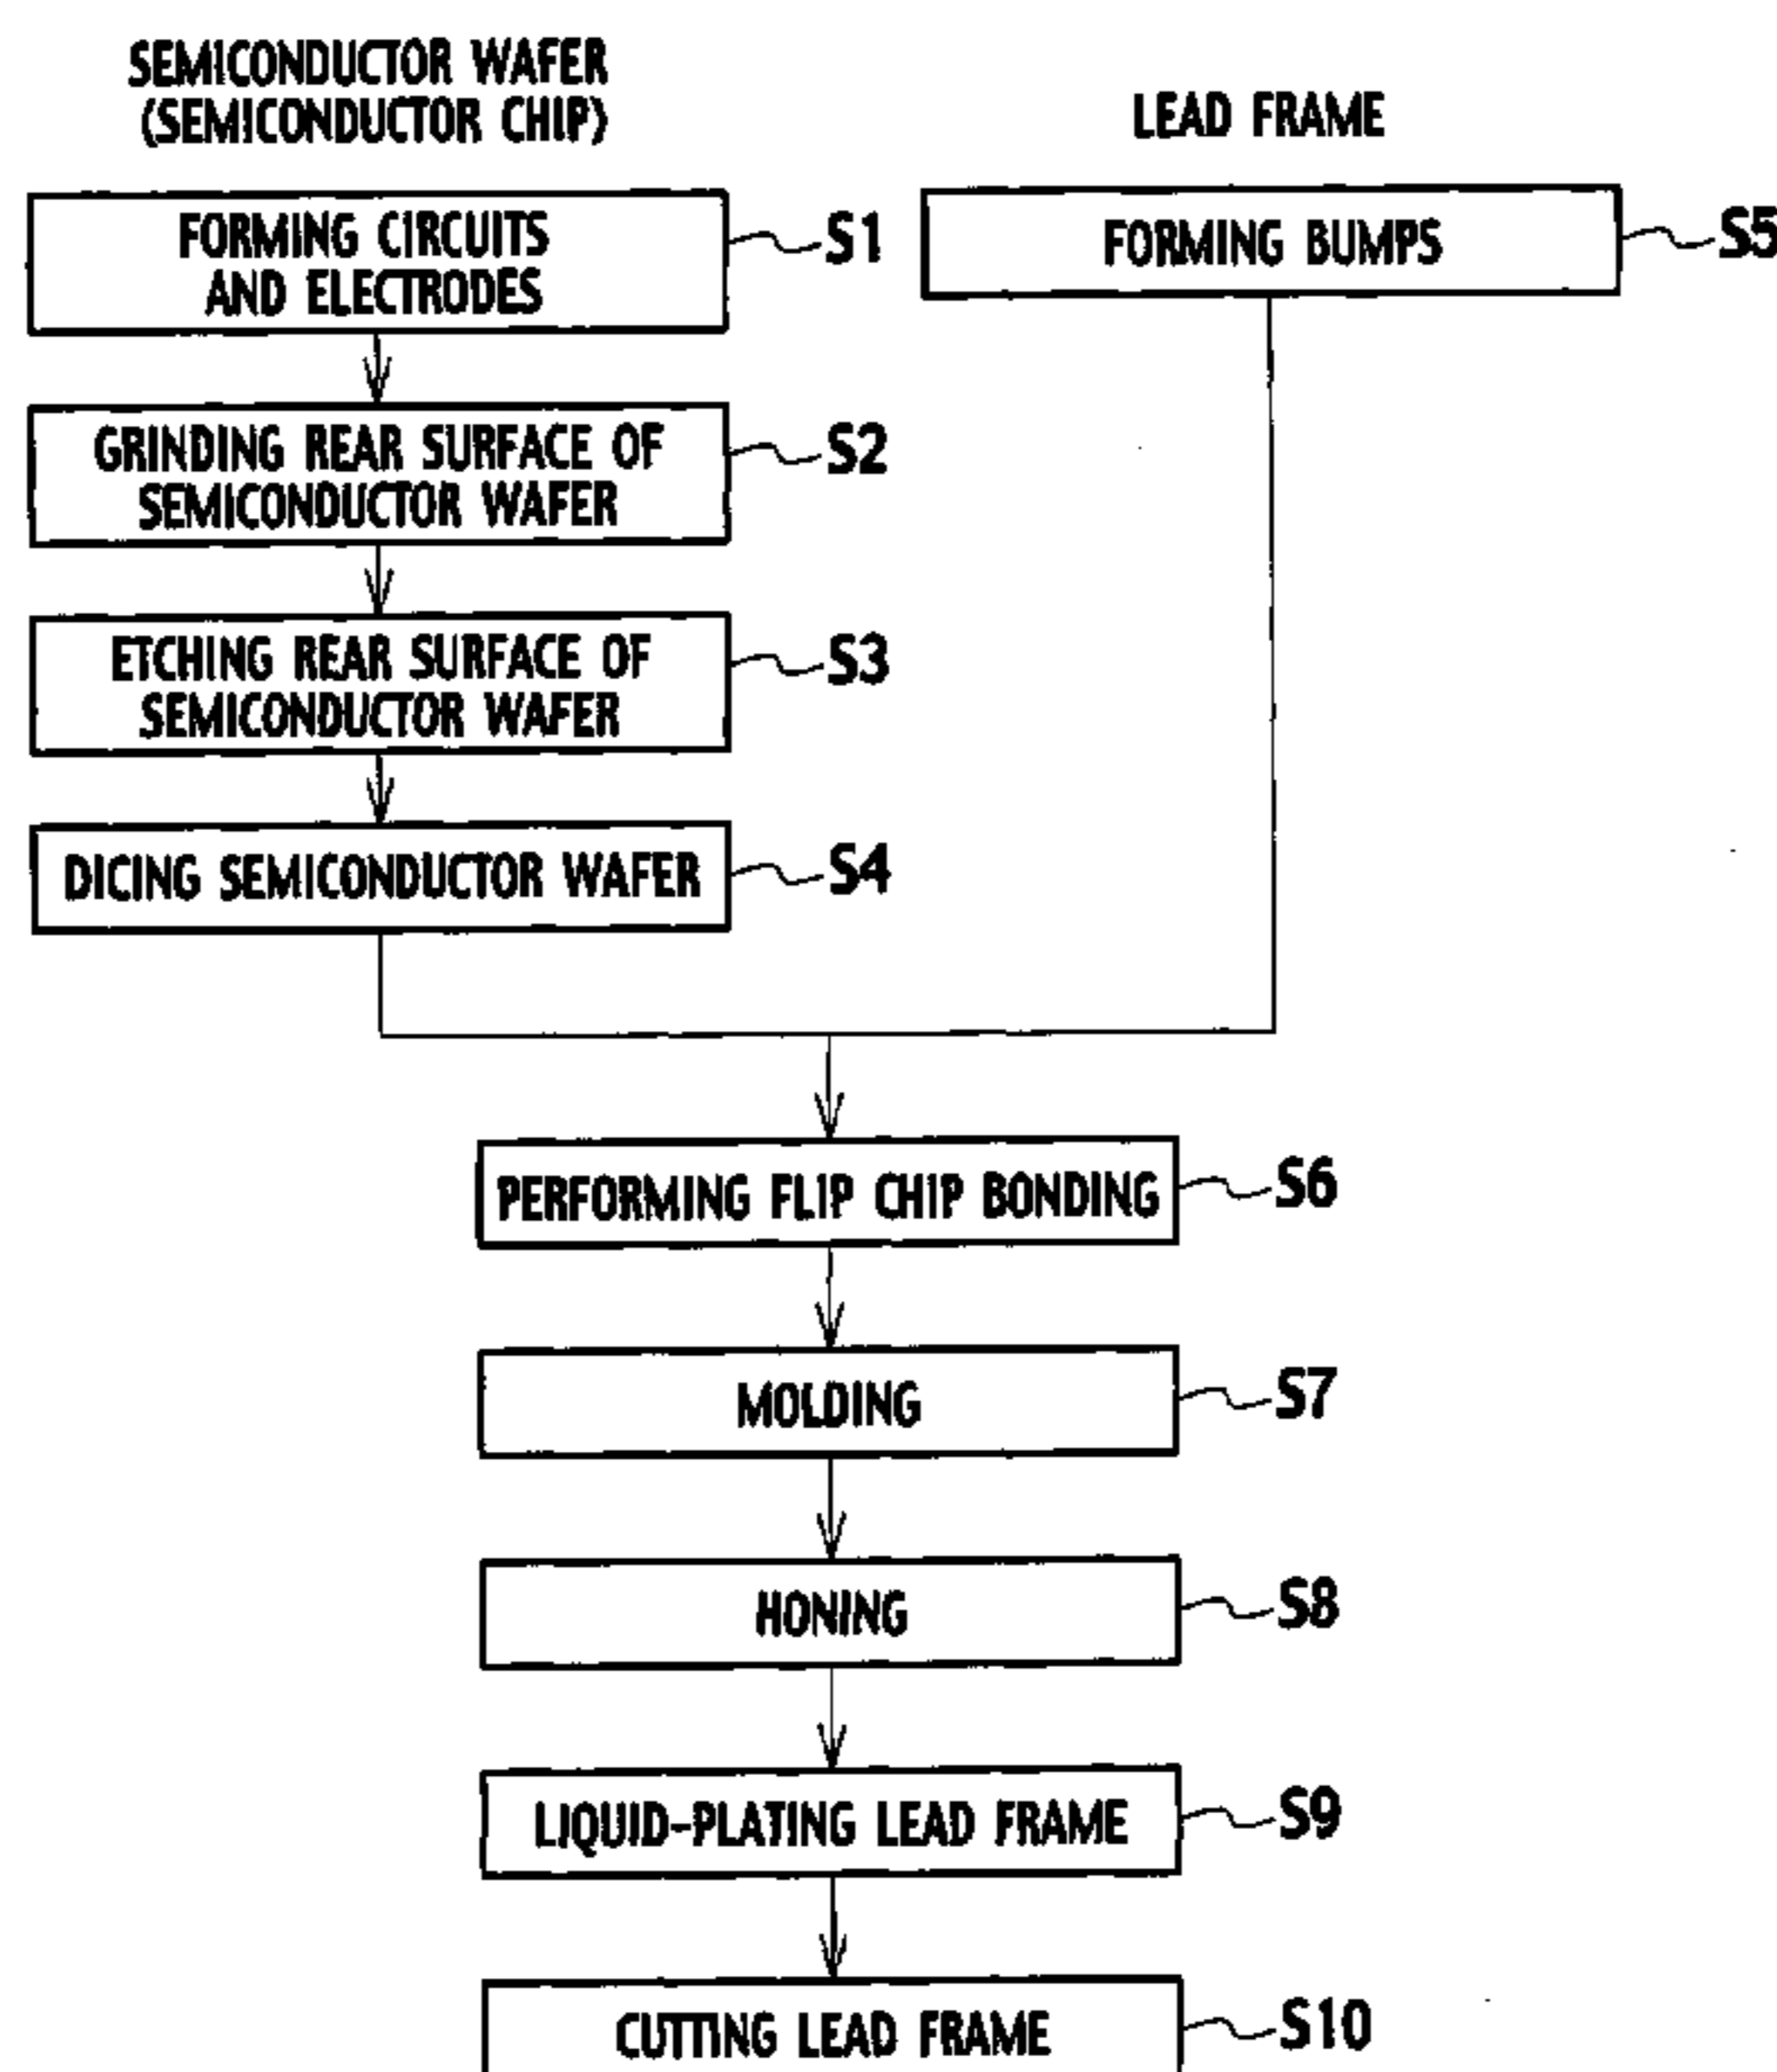 SEMICONDUCTOR WAFER
(SEMICONDUCTOR CHIP)
LEAD FRAME
FORMING CIRCUITS
AND ELECTRODES
S1
FORMING BUMPS
S5
GRINDING REAR SURFACE OF
SEMICONDUCTOR WAFER
S2
ETCHING REAR SURFACE OF
SEMICONDUCTOR WAFER
S3
DICING SEMICONDUCTOR WAFER
S4
PERFORMING FLIP CHIP BONDING
S6
MOLDING
S7
HONING
S8
LIQUID-PLATING LEAD FRAME
S9
CUTTING LEAD FRAME
S10